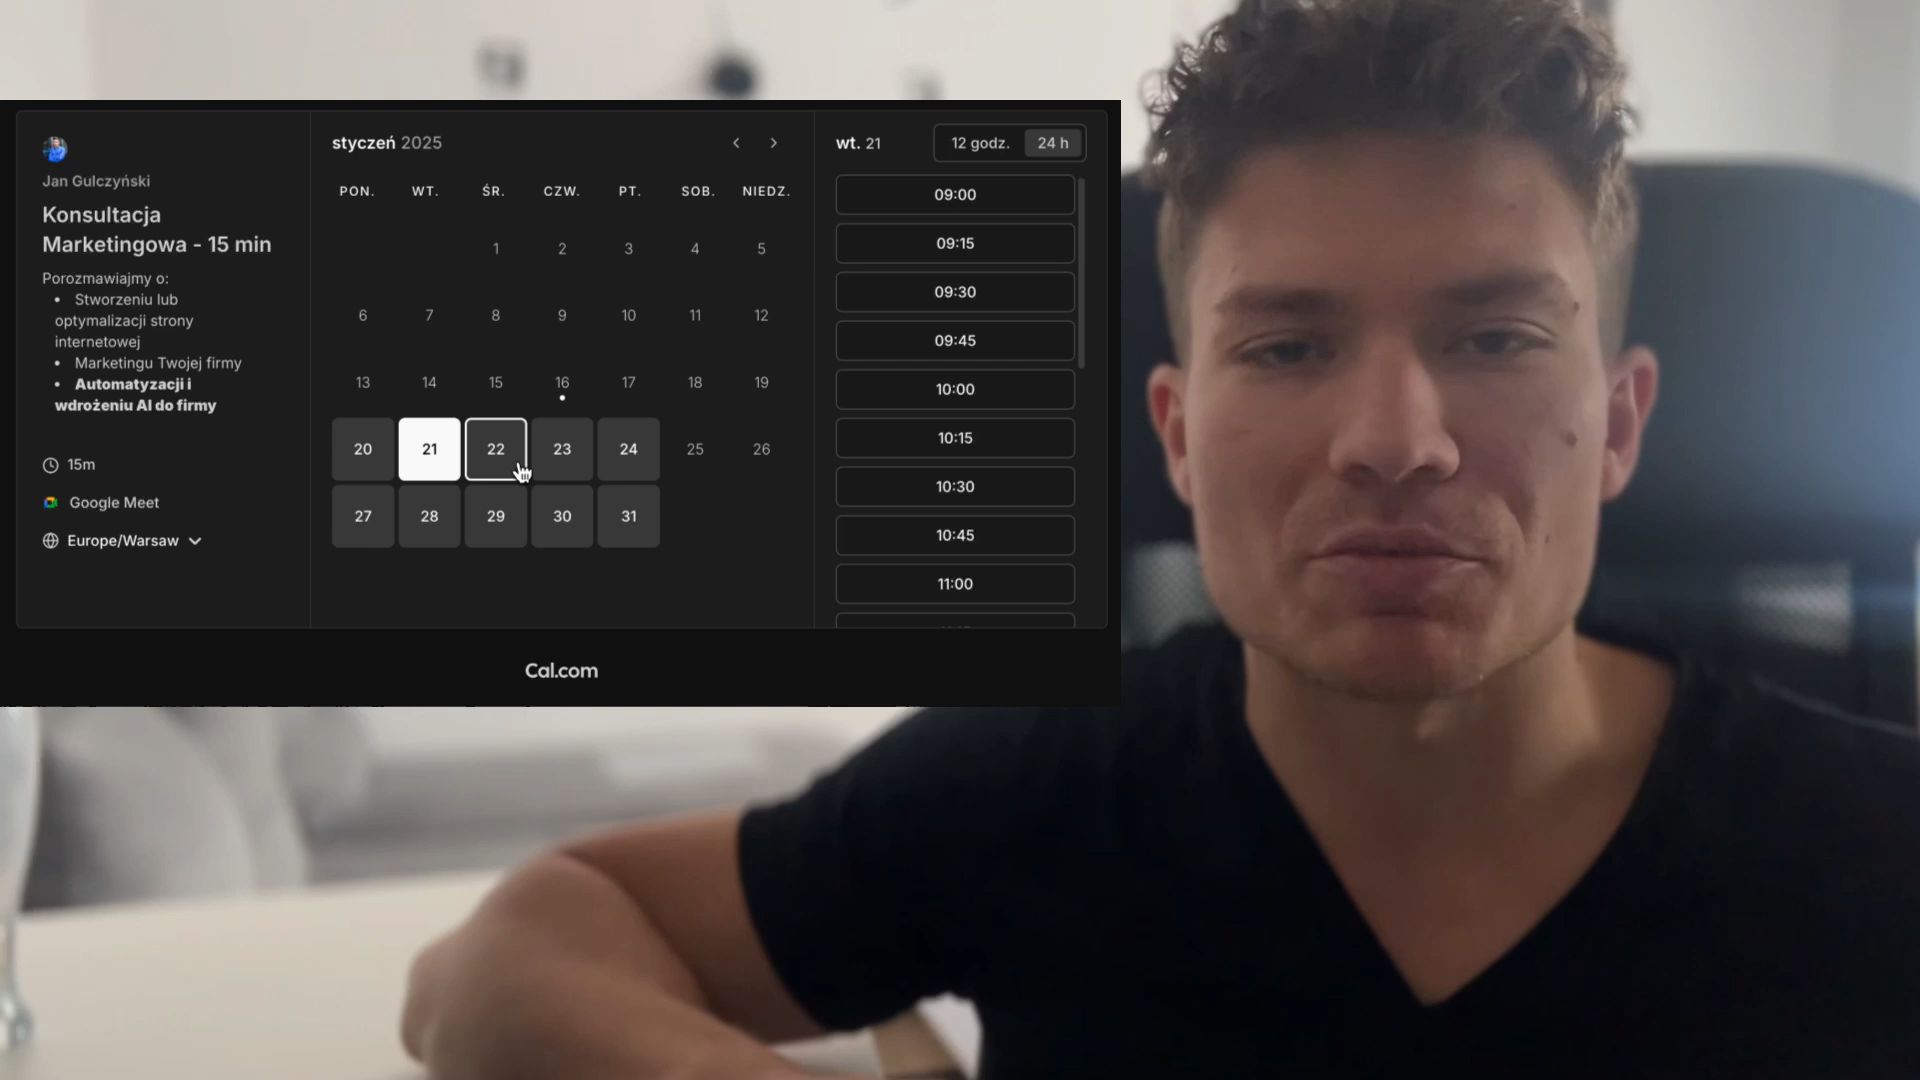 Jan Gulczyński
Konsultacja
Marketingowa - 15 min
Porozmawiajmy o:
• Stworzeniu lub
optymalizacji strony
internetowej
• Marketingu Twojej firmy
• Automatyzacji i
wdrożeniu AI do firmy
15m
Google Meet
Europe/Warsaw
styczeń 2025
PON. WT. ŚR. CZW. PT. SOB. NIEDZ.
1 2 3 4 5
6 7 8 9 10 11 12
13 14 15 16 17 18 19
20 21 22 23 24 25 26
27 28 29 30 31
wt. 21
12 godz. 24 h
09:00
09:15
09:30
09:45
10:00
10:15
10:30
10:45
11:00
Cal.com